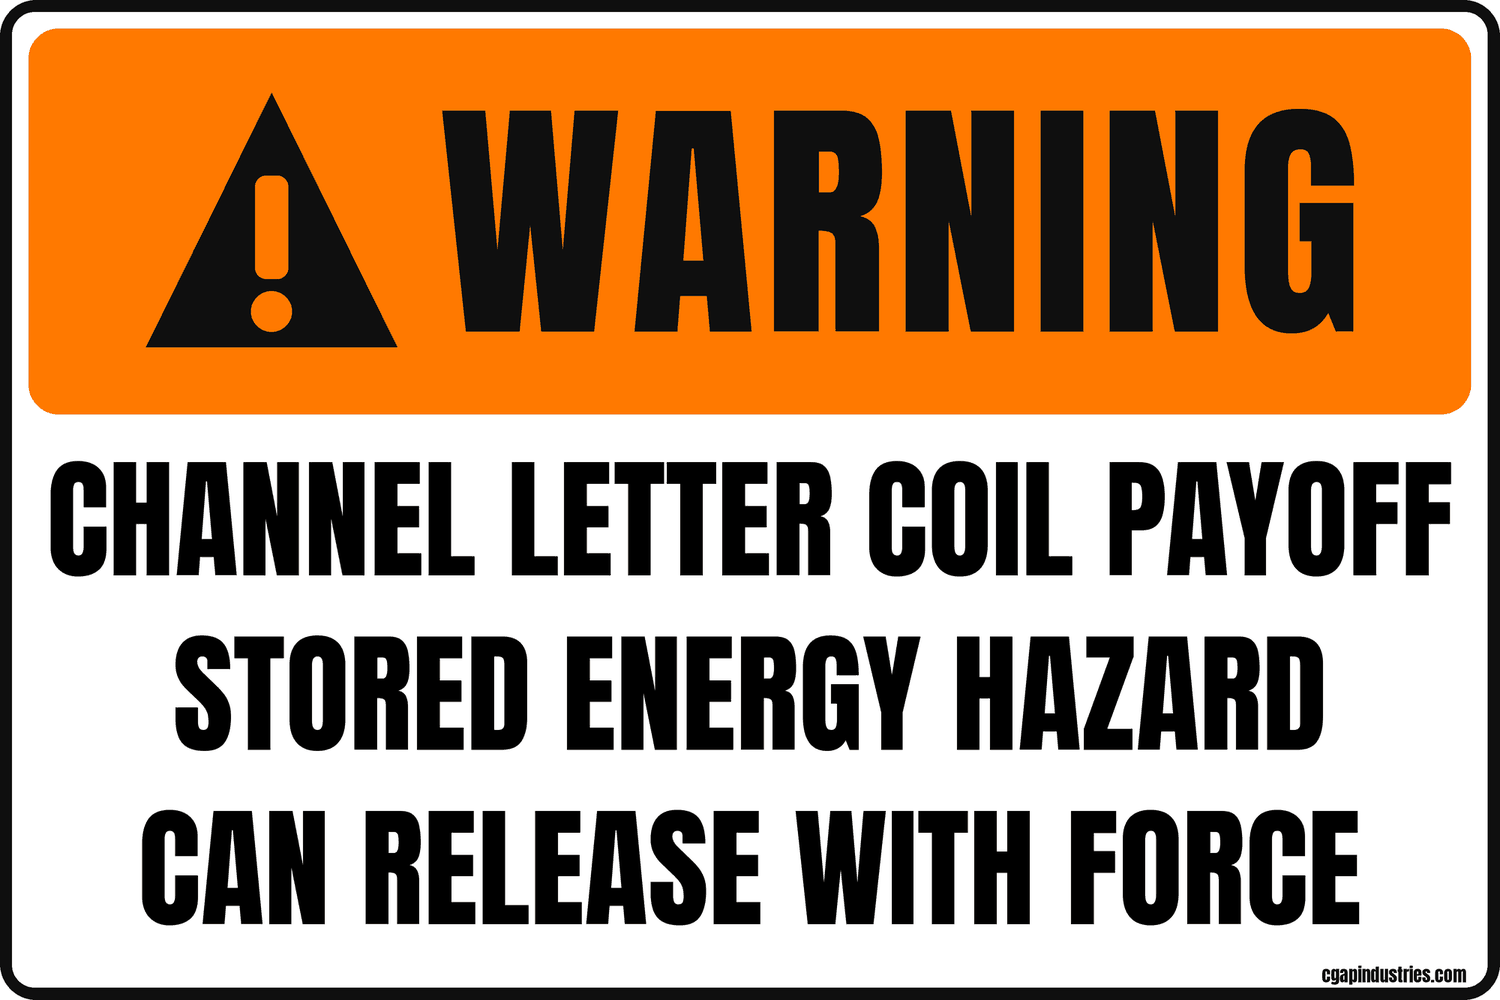 WARNING
CHANNEL LETTER COIL PAYOFF
STORED ENERGY HAZARD
CAN RELEASE WITH FORCE
cgapindustries.com